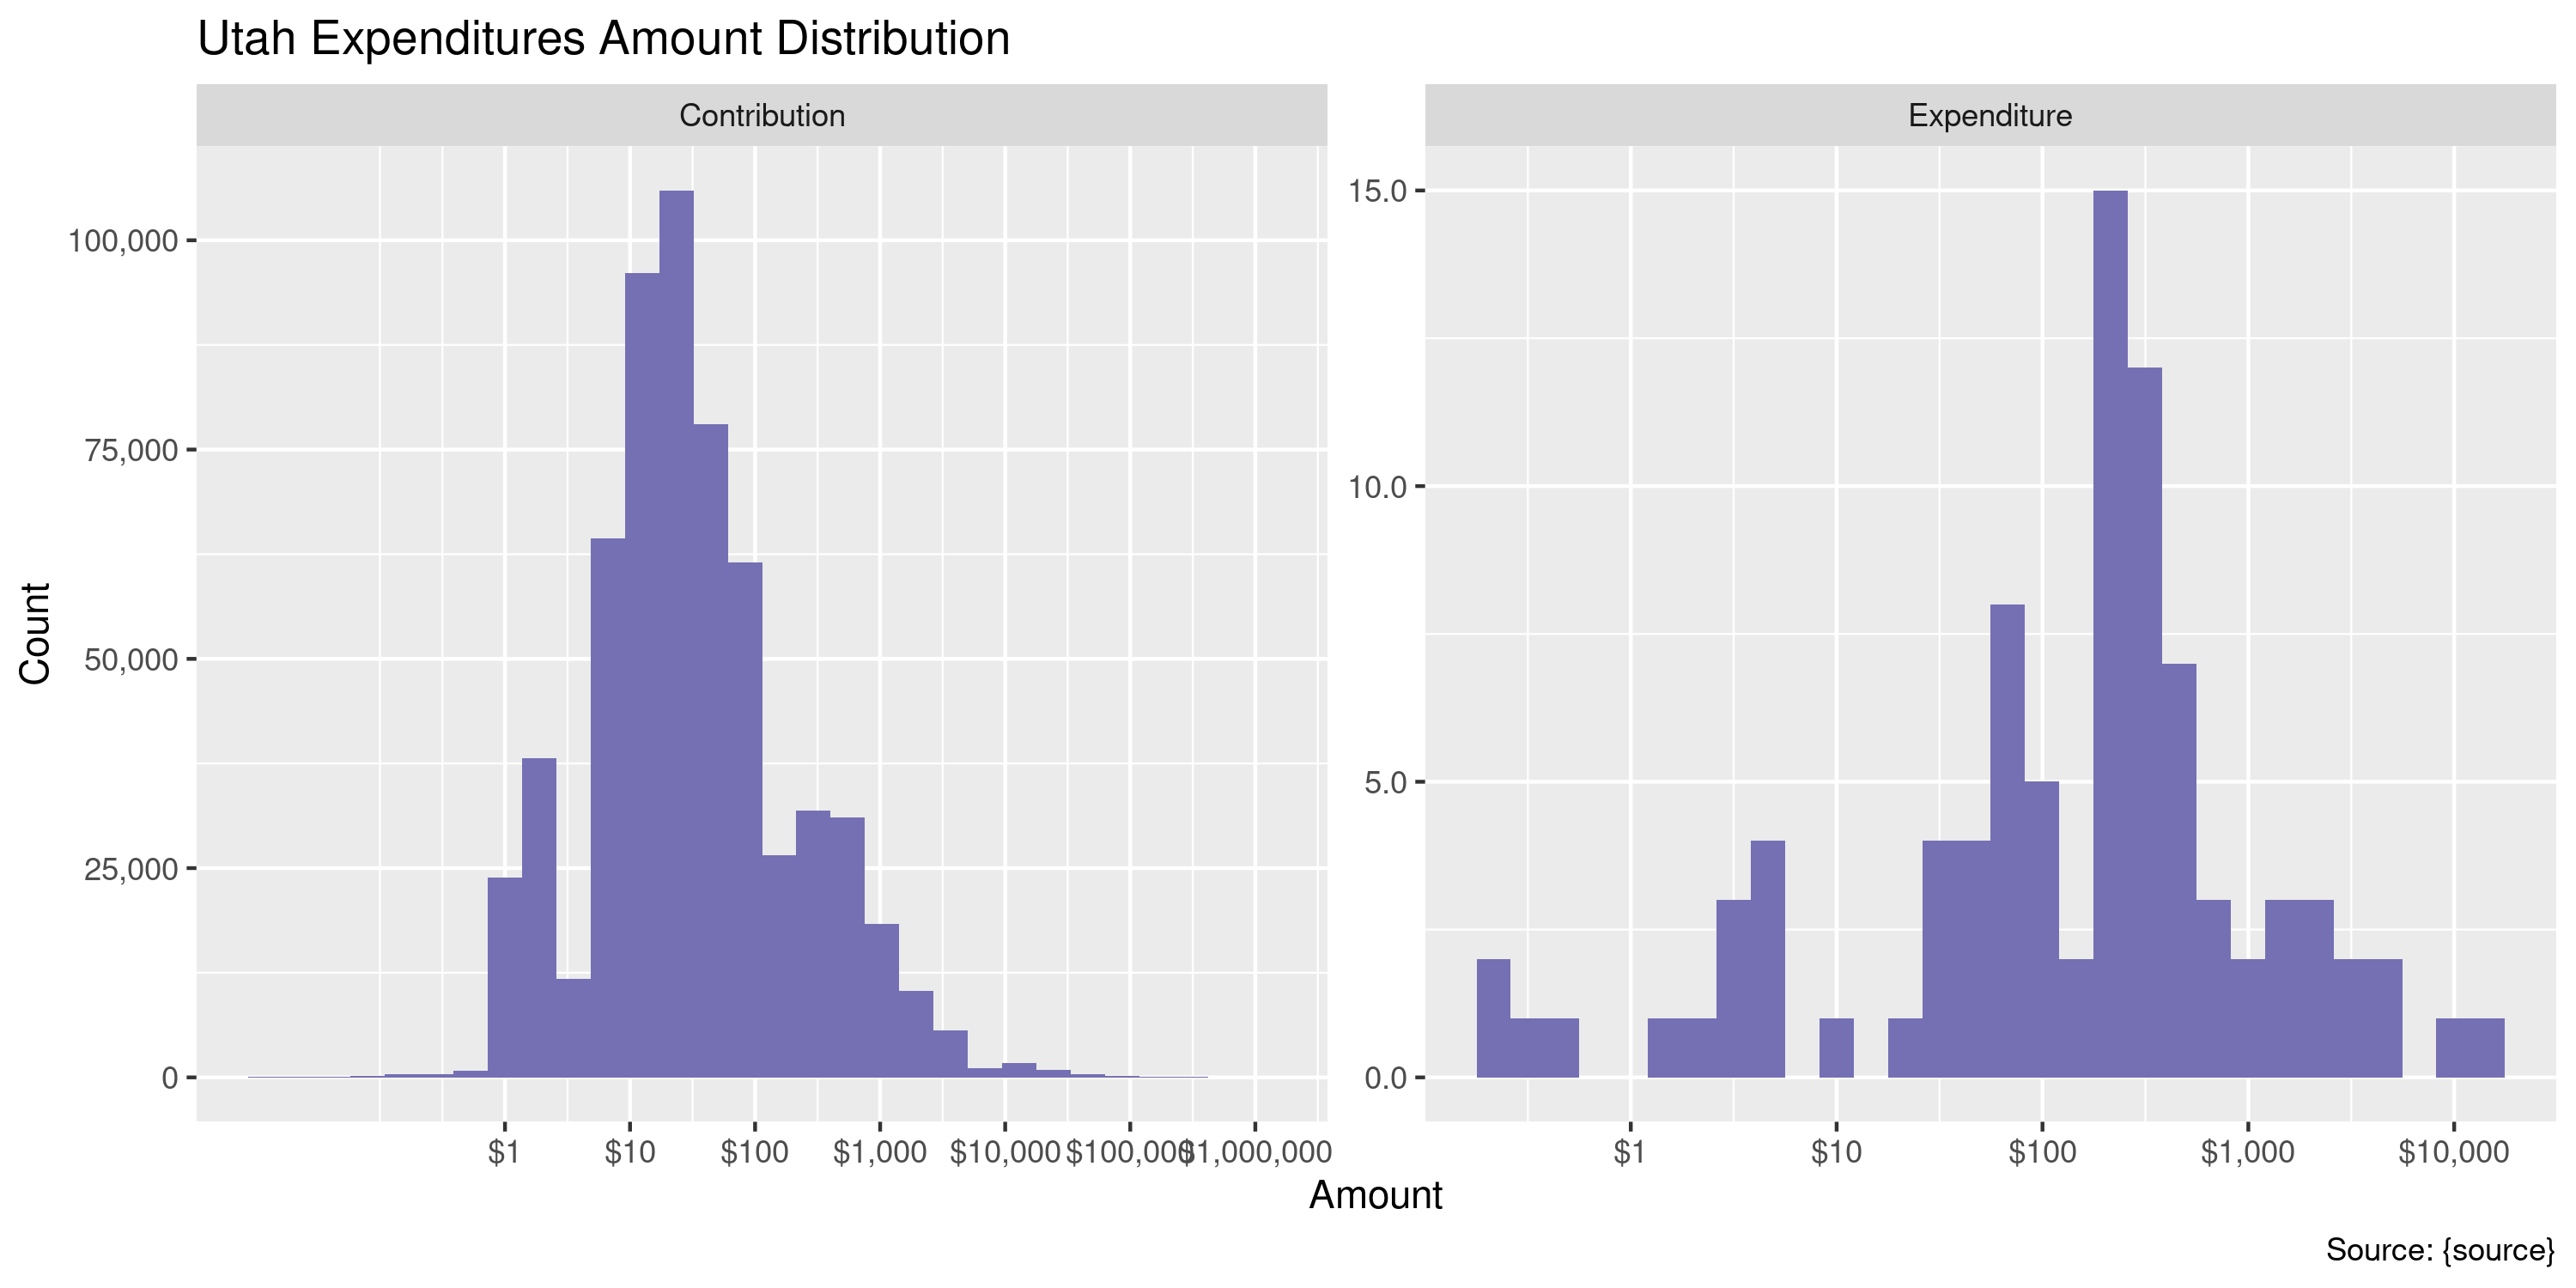 Utah Expenditures Amount Distribution
Contribution
Expenditure
Count
100,000
75,000
50,000
25,000
0
15.0
10.0
5.0
0.0
$1 $10 $100 $1,000 $10,000 $100,000 $1,000,000
$1 $10 $100 $1,000 $10,000
Amount
Source: {source}